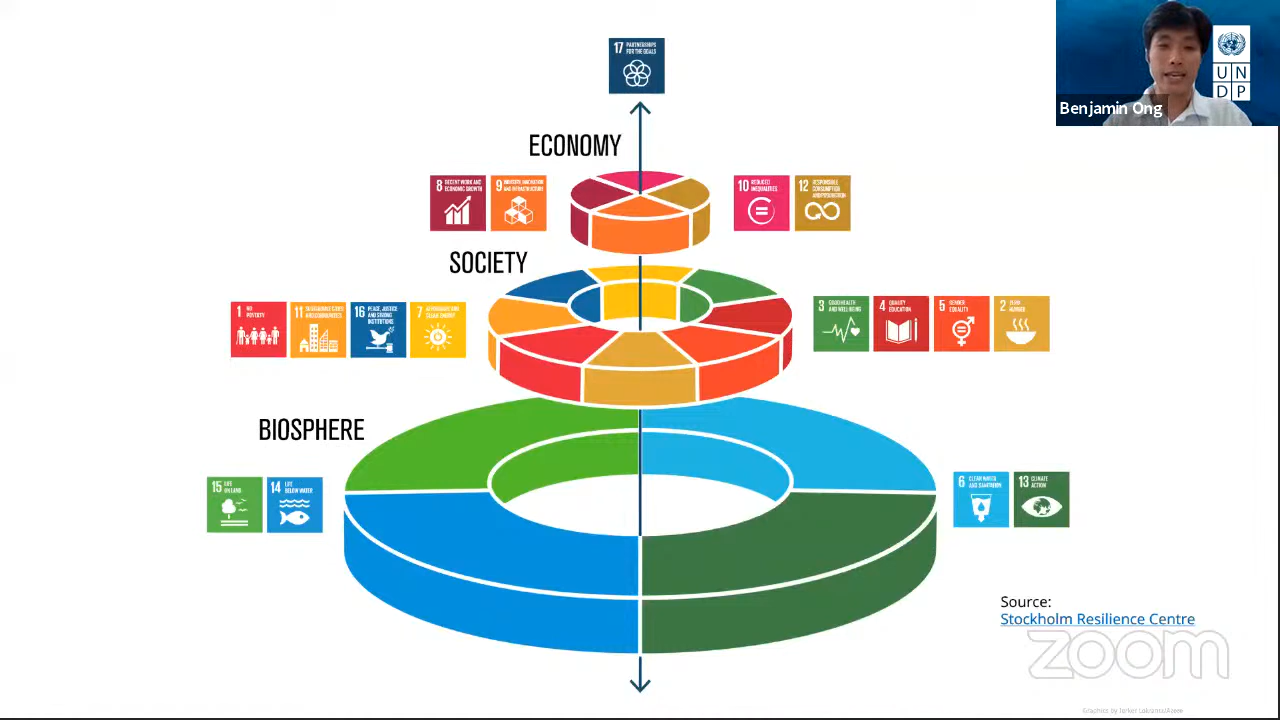 17 PARTNERSHIPS
FOR THE GOALS
UN
DP
Benjamin Ong
ECONOMY
8 DECENT WORK AND
ECONOMIC GROWTH
9 INDUSTRY, INNOVATION
AND INFRASTRUCTURE
10 REDUCED
INEQUALITIES
12 RESPONSIBLE
CONSUMPTION
AND PRODUCTION
SOCIETY
1 NO
POVERTY
11 SUSTAINABLE CITIES
AND COMMUNITIES
16 PEACE, JUSTICE
AND STRONG
INSTITUTIONS
7 AFFORDABLE AND
CLEAN ENERGY
3 GOOD HEALTH
AND WELL-BEING
4 QUALITY
EDUCATION
5 GENDER
EQUALITY
2 ZERO
HUNGER
BIOSPHERE
15 LIFE
ON LAND
14 LIFE
BELOW WATER
6 CLEAN WATER
AND SANITATION
13 CLIMATE
ACTION
Source:
Stockholm Resilience Centre
zoom
Graphics by